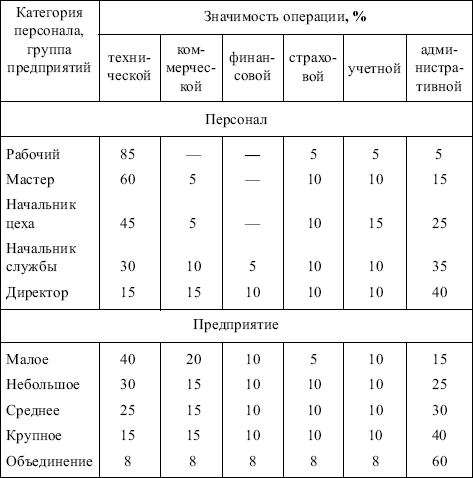 Категория персонала, группа предприятий | Значимость операции, %
техни-ческой | ком-мерчес-кой | финан-совой | страхо-вой | учетной | адми-нистра-тивной
Персонал
Рабочий 85 — — 5 5 5
Мастер 60 5 — 10 10 15
Начальник
цеха 45 5 — 10 15 25
Начальник
службы 30 10 5 10 10 35
Директор 15 15 10 10 10 40
Предприятие
Малое 40 20 10 5 10 15
Небольшое 30 15 10 10 10 25
Среднее 25 15 10 10 10 30
Крупное 15 15 10 10 10 40
Объединение 8 8 8 8 8 60